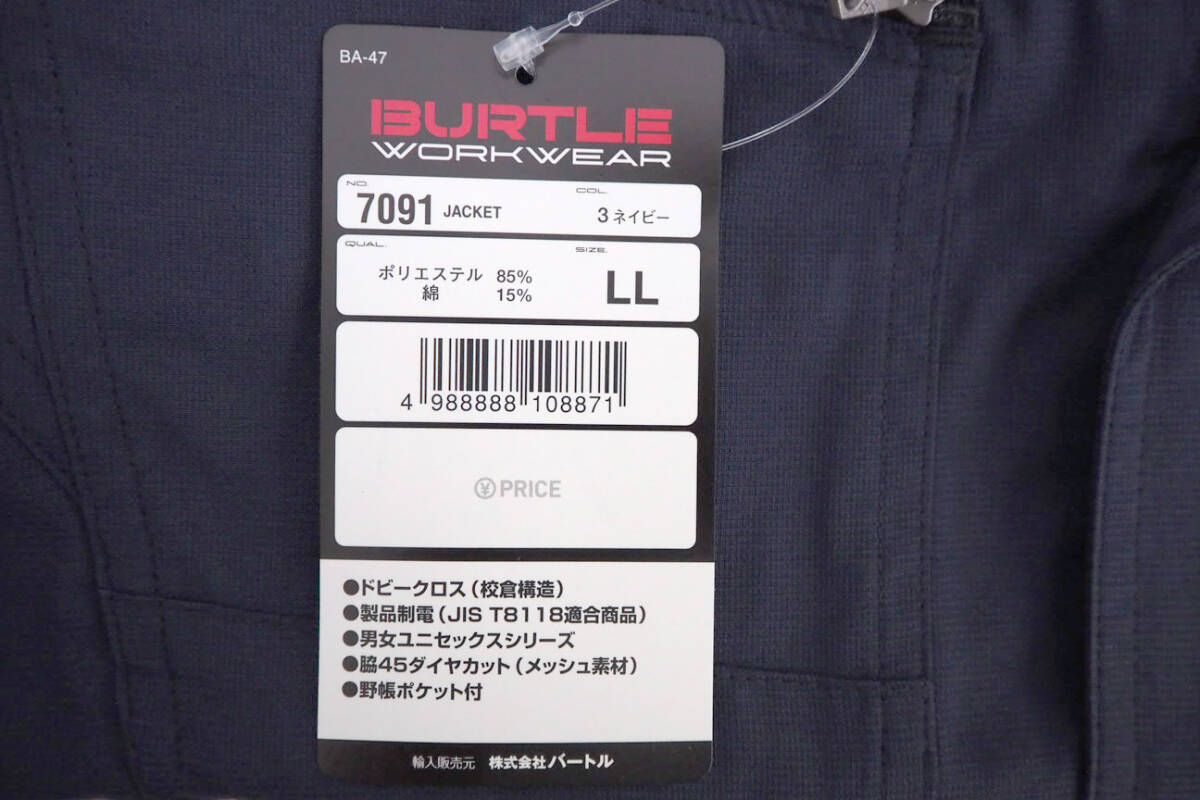 BA-47
BURTLE
WORKWEAR
NO. COL.
7091 JACKET 3 ネイビー
QUAL. SIZE.
ポリエステル 85%
綿 15%
LL
4 988888 108871
¥ PRICE
●ドビークロス(校倉構造)
●製品制電(JIS T8118適合商品)
●男女ユニセックスシリーズ
●脇45ダイヤカット(メッシュ素材)
●野帳ポケット付
輸入販売元 株式会社バートル